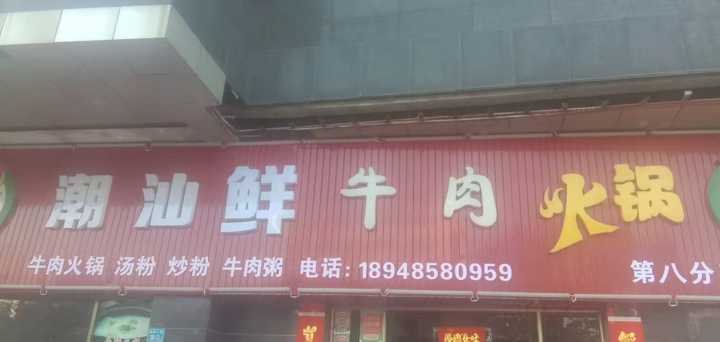 潮汕鲜牛肉火锅
牛肉火锅 汤粉 炒粉 牛肉粥 电话：18948580959
第八分